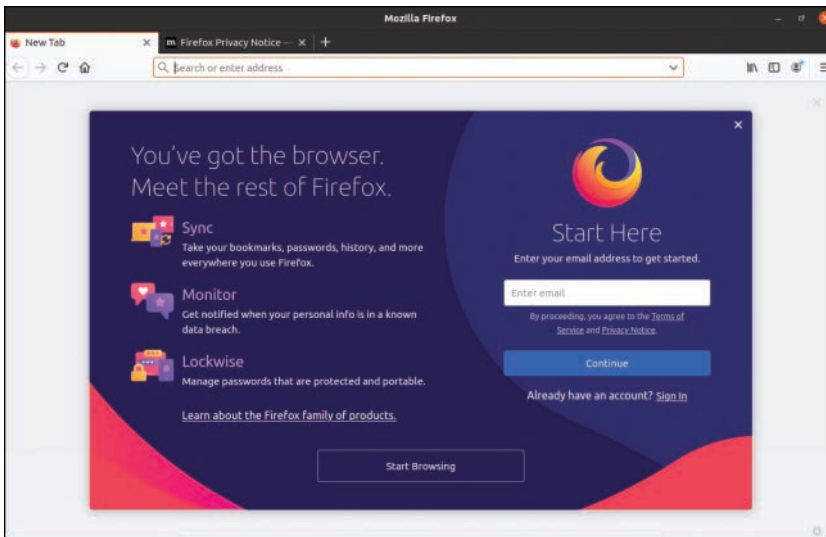 Mozilla Firefox
New Tab
m Firefox Privacy Notice —
Search or enter address
You've got the browser.
Meet the rest of Firefox.
Sync
Take your bookmarks, passwords, history, and more
everywhere you use Firefox.
Monitor
Get notified when your personal info is in a known
data breach.
Lockwise
Manage passwords that are protected and portable.
Learn about the Firefox family of products.
Start Here
Enter your email address to get started.
Enter email
By proceeding, you agree to the Terms of
Service and Privacy Notice.
Continue
Already have an account? Sign In
Start Browsing